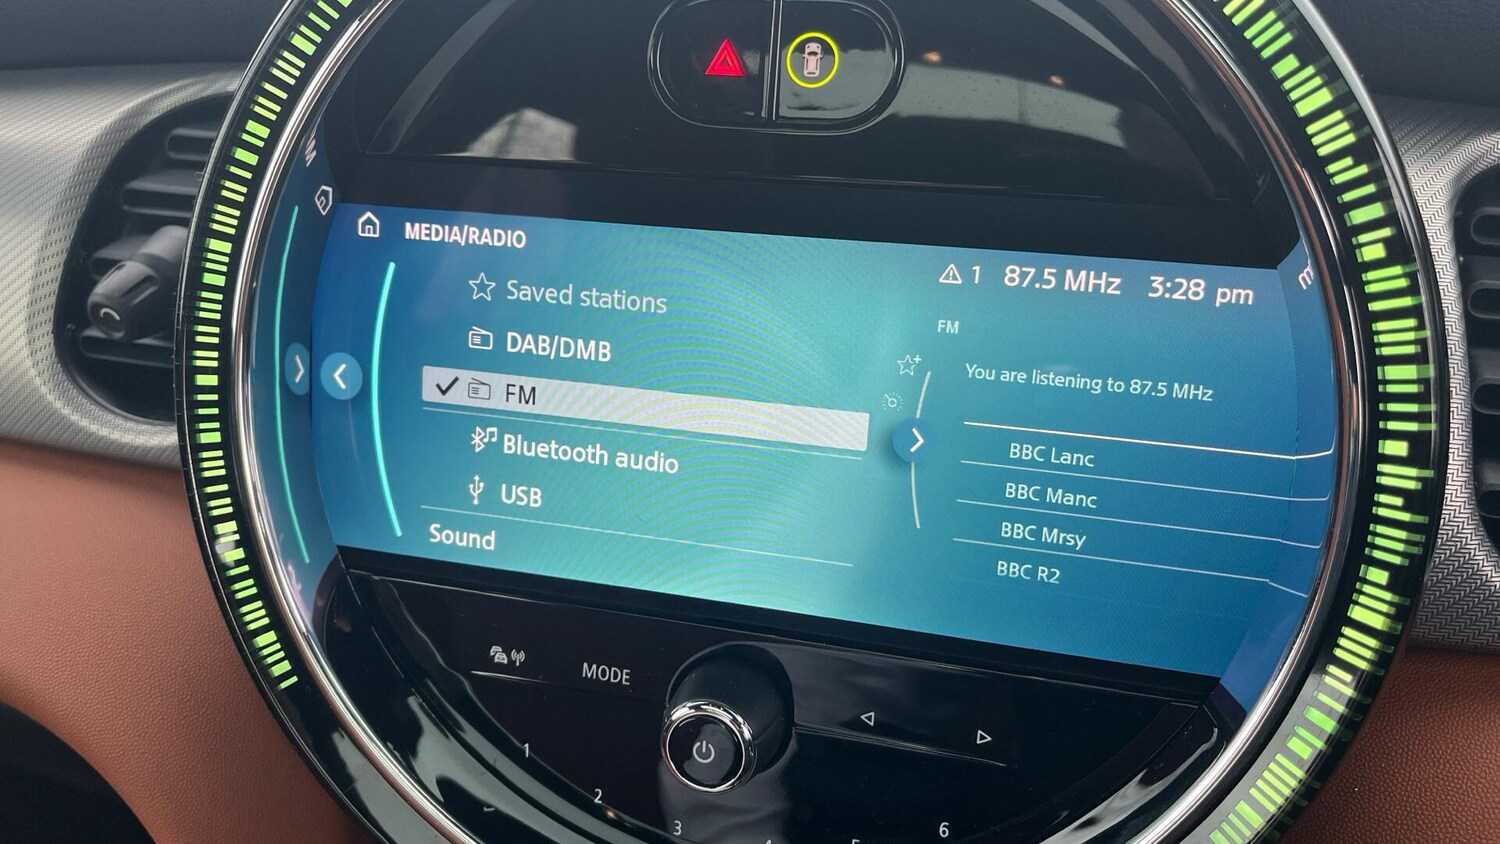 MEDIA/RADIO
1 87.5 MHz 3:28 pm
Saved stations
DAB/DMB
FM
Bluetooth audio
USB
Sound
FM
You are listening to 87.5 MHz
BBC Lanc
BBC Manc
BBC Mrsy
BBC R2
MODE
1
2
3
6